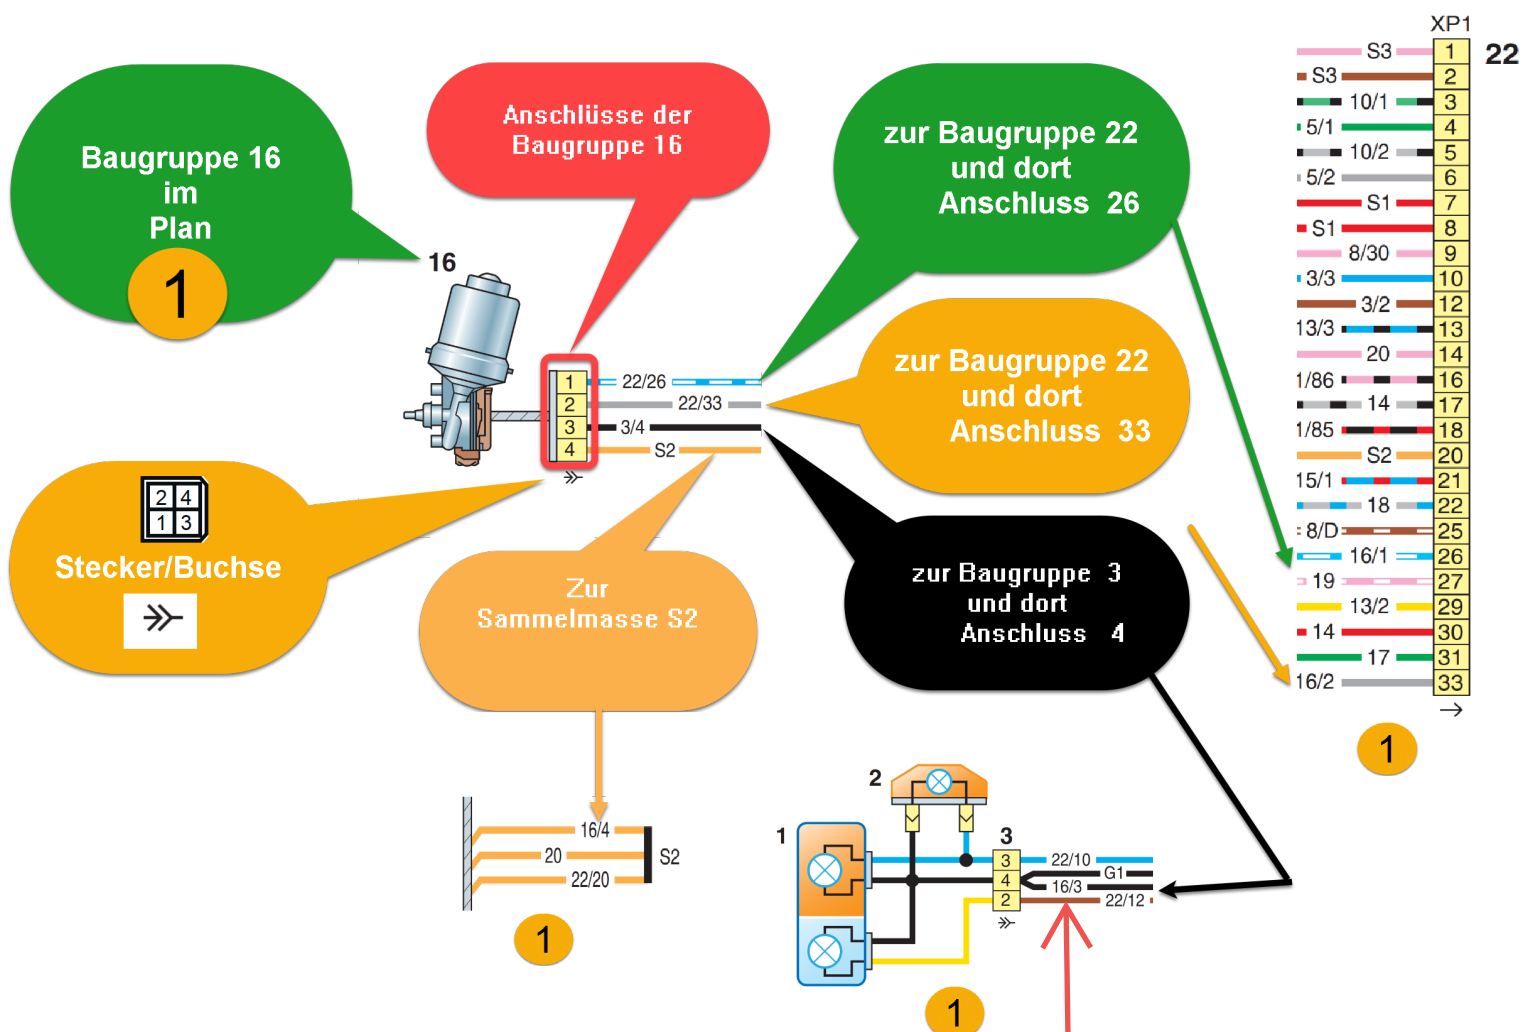 Baugruppe 16
im
Plan
1
Anschlüsse der
Baugruppe 16
zur Baugruppe 22
und dort
Anschluss 26
16
1 22/26
2 22/33
3 3/4
4 S2
zur Baugruppe 22
und dort
Anschluss 33
2 4
1 3
Stecker/Buchse
Zur
Sammelmasse S2
zur Baugruppe 3
und dort
Anschluss 4
16/4
20
22/20
S2
1
2
1
3
3 22/10
G1
4
16/3
2 22/12
1
XP1
22
S3 1
S3 2
10/1 3
5/1 4
10/2 5
5/2 6
S1 7
S1 8
8/30 9
3/3 10
3/2 12
13/3 13
20 14
1/86 16
14 17
1/85 18
S2 20
15/1 21
18 22
8/D 25
16/1 26
19 27
13/2 29
14 30
17 31
16/2 33
1